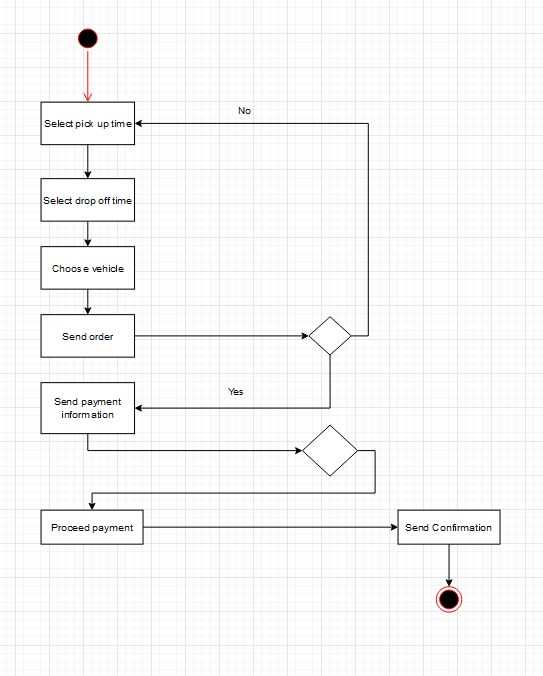 No
Select pick up time
Select drop off time
Choose vehicle
Send order
Yes
Send payment
information
Proceed payment
Send Confirmation